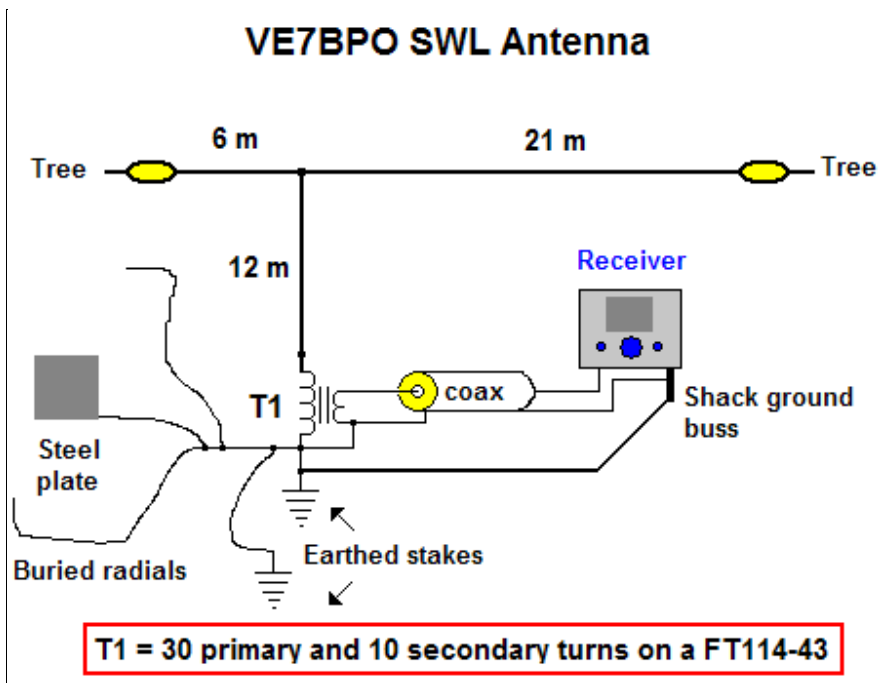 VE7BPO SWL Antenna
6 m
21 m
Tree
Tree
12 m
Receiver
T1
coax
Shack ground
buss
Steel
plate
Earthed stakes
Buried radials
T1 = 30 primary and 10 secondary turns on a FT114-43